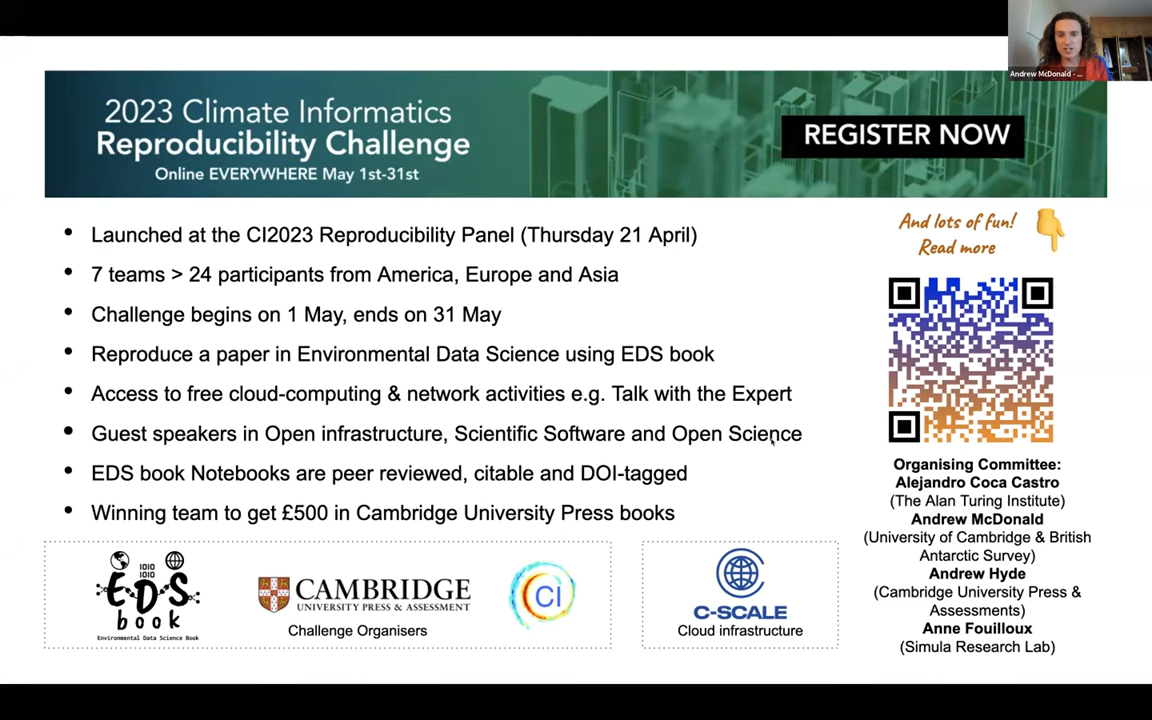 Andrew McDonald - ...
2023 Climate Informatics
Reproducibility Challenge
Online EVERYWHERE May 1st-31st
REGISTER NOW
• Launched at the CI2023 Reproducibility Panel (Thursday 21 April)
• 7 teams > 24 participants from America, Europe and Asia
• Challenge begins on 1 May, ends on 31 May
• Reproduce a paper in Environmental Data Science using EDS book
• Access to free cloud-computing & network activities e.g. Talk with the Expert
• Guest speakers in Open infrastructure, Scientific Software and Open Science
• EDS book Notebooks are peer reviewed, citable and DOI-tagged
• Winning team to get £500 in Cambridge University Press books
And lots of fun!
Read more
Organising Committee:
Alejandro Coca Castro
(The Alan Turing Institute)
Andrew McDonald
(University of Cambridge & British
Antarctic Survey)
Andrew Hyde
(Cambridge University Press &
Assessments)
Anne Fouilloux
(Simula Research Lab)
IOIO
IOIO
EDS
book
Environmental Data Science Book
CAMBRIDGE
UNIVERSITY PRESS & ASSESSMENT
Challenge Organisers
CI
C-SCALE
Cloud infrastructure